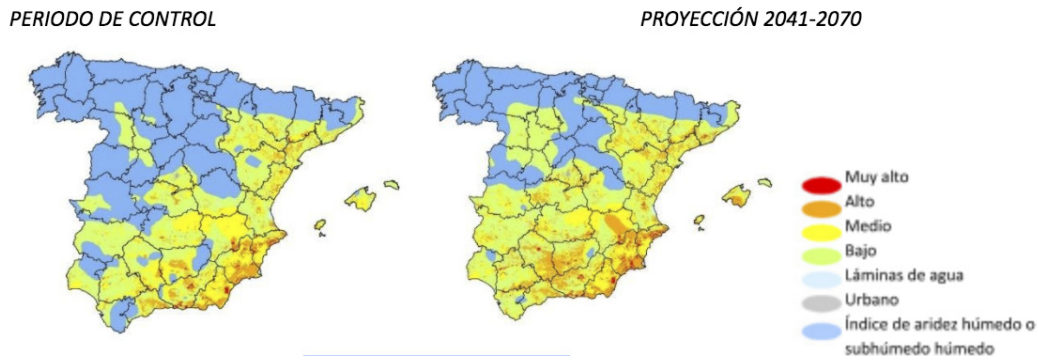 PERIODO DE CONTROL
PROYECCIÓN 2041-2070
Muy alto
Alto
Medio
Bajo
Láminas de agua
Urbano
Índice de aridez húmedo o
subhúmedo húmedo